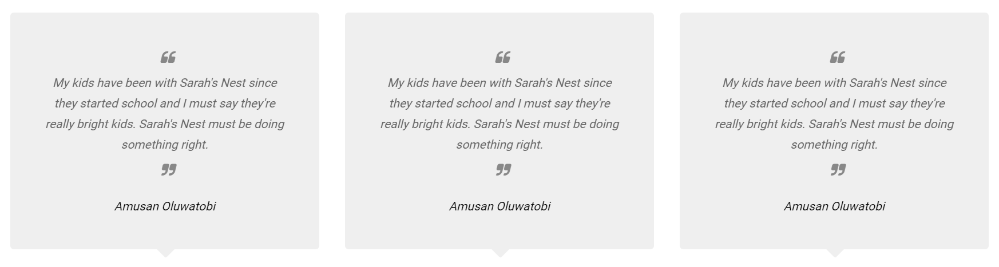 “
My kids have been with Sarah's Nest since
they started school and I must say they're
really bright kids. Sarah's Nest must be doing
something right.
”
Amusan Oluwatobi
“
My kids have been with Sarah's Nest since
they started school and I must say they're
really bright kids. Sarah's Nest must be doing
something right.
”
Amusan Oluwatobi
“
My kids have been with Sarah's Nest since
they started school and I must say they're
really bright kids. Sarah's Nest must be doing
something right.
”
Amusan Oluwatobi